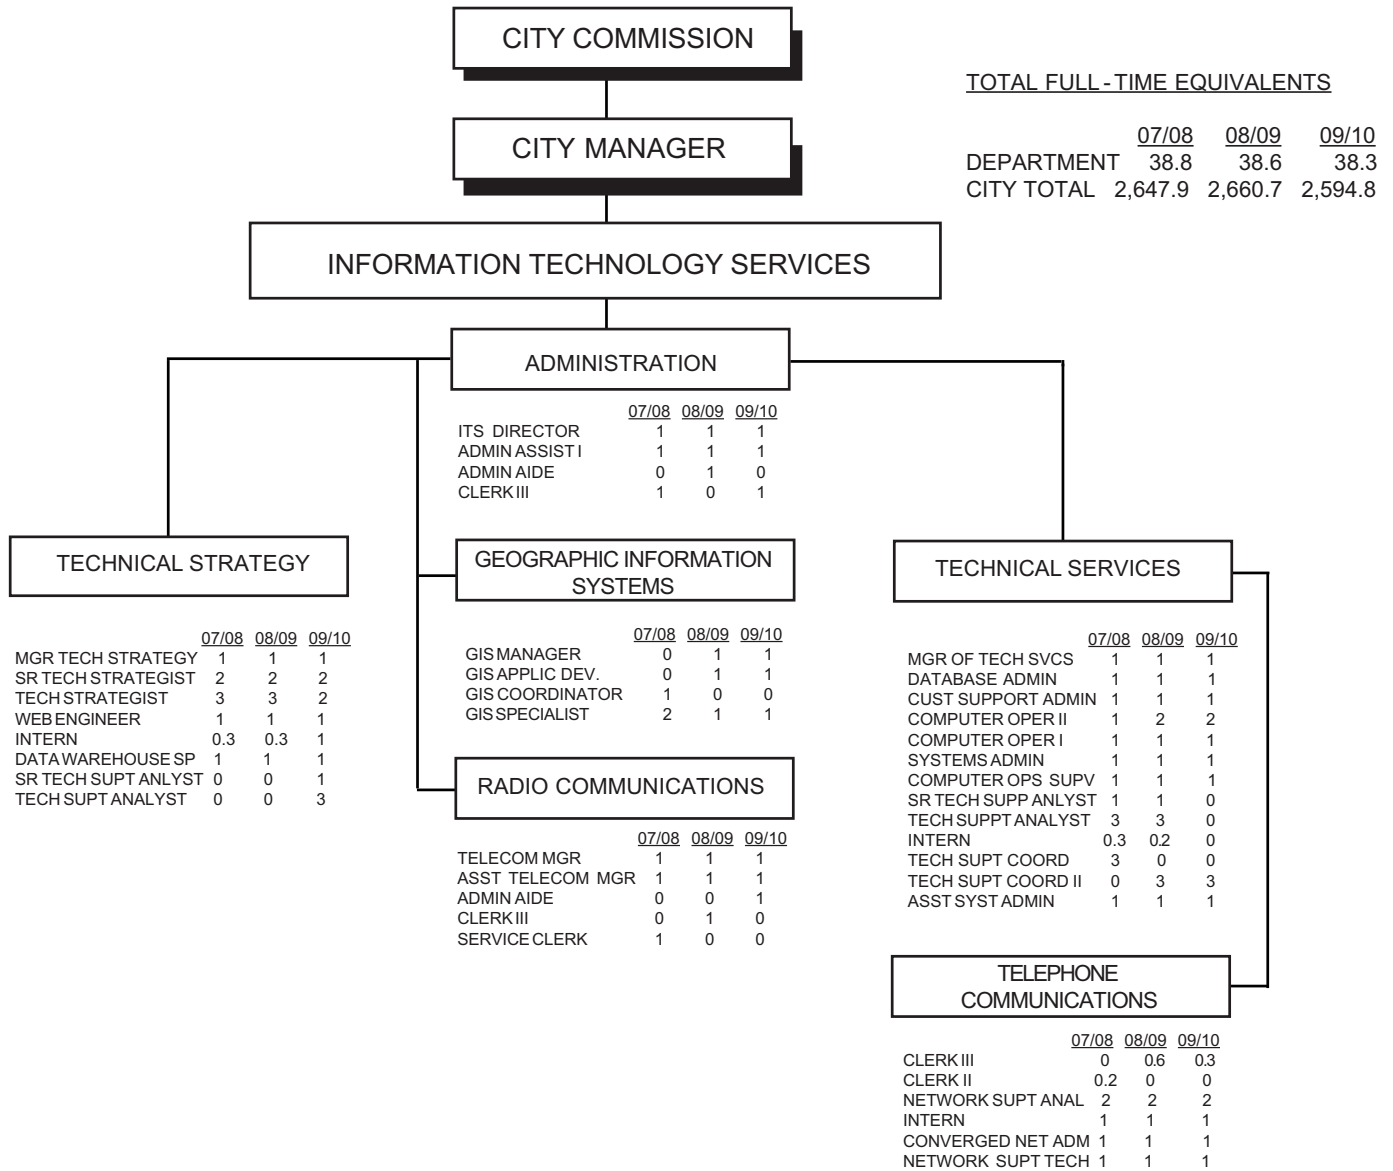 CITY COMMISSION
CITY MANAGER
INFORMATION TECHNOLOGY SERVICES
TOTAL FULL - TIME EQUIVALENTS
07/08 08/09 09/10
DEPARTMENT 38.8 38.6 38.3
CITY TOTAL 2,647.9 2,660.7 2,594.8
ADMINISTRATION
07/08 08/09 09/10
ITS DIRECTOR 1 1 1
ADMIN ASSIST I 1 1 1
ADMIN AIDE 0 1 0
CLERK III 1 0 1
TECHNICAL STRATEGY
07/08 08/09 09/10
MGR TECH STRATEGY 1 1 1
SR TECH STRATEGIST 2 2 2
TECH STRATEGIST 3 3 2
WEB ENGINEER 1 1 1
INTERN 0.3 0.3 1
DATA WAREHOUSE SP 1 1 1
SR TECH SUPT ANLYST 0 0 1
TECH SUPT ANALYST 0 0 3
GEOGRAPHIC INFORMATION
SYSTEMS
07/08 08/09 09/10
GIS MANAGER 0 1 1
GIS APPLIC DEV. 0 1 1
GIS COORDINATOR 1 0 0
GIS SPECIALIST 2 1 1
RADIO COMMUNICATIONS
07/08 08/09 09/10
TELECOM MGR 1 1 1
ASST TELECOM MGR 1 1 1
ADMIN AIDE 0 0 1
CLERK III 0 1 0
SERVICE CLERK 1 0 0
TECHNICAL SERVICES
07/08 08/09 09/10
MGR OF TECH SVCS 1 1 1
DATABASE ADMIN 1 1 1
CUST SUPPORT ADMIN 1 1 1
COMPUTER OPER II 1 2 2
COMPUTER OPER I 1 1 1
SYSTEMS ADMIN 1 1 1
COMPUTER OPS SUPV 1 1 1
SR TECH SUPP ANLYST 1 1 0
TECH SUPPT ANALYST 3 3 0
INTERN 0.3 0.2 0
TECH SUPT COORD 3 0 0
TECH SUPT COORD II 0 3 3
ASST SYST ADMIN 1 1 1
TELEPHONE
COMMUNICATIONS
07/08 08/09 09/10
CLERK III 0 0.6 0.3
CLERK II 0.2 0 0
NETWORK SUPT ANAL 2 2 2
INTERN 1 1 1
CONVERGED NET ADM 1 1 1
NETWORK SUPT TECH 1 1 1